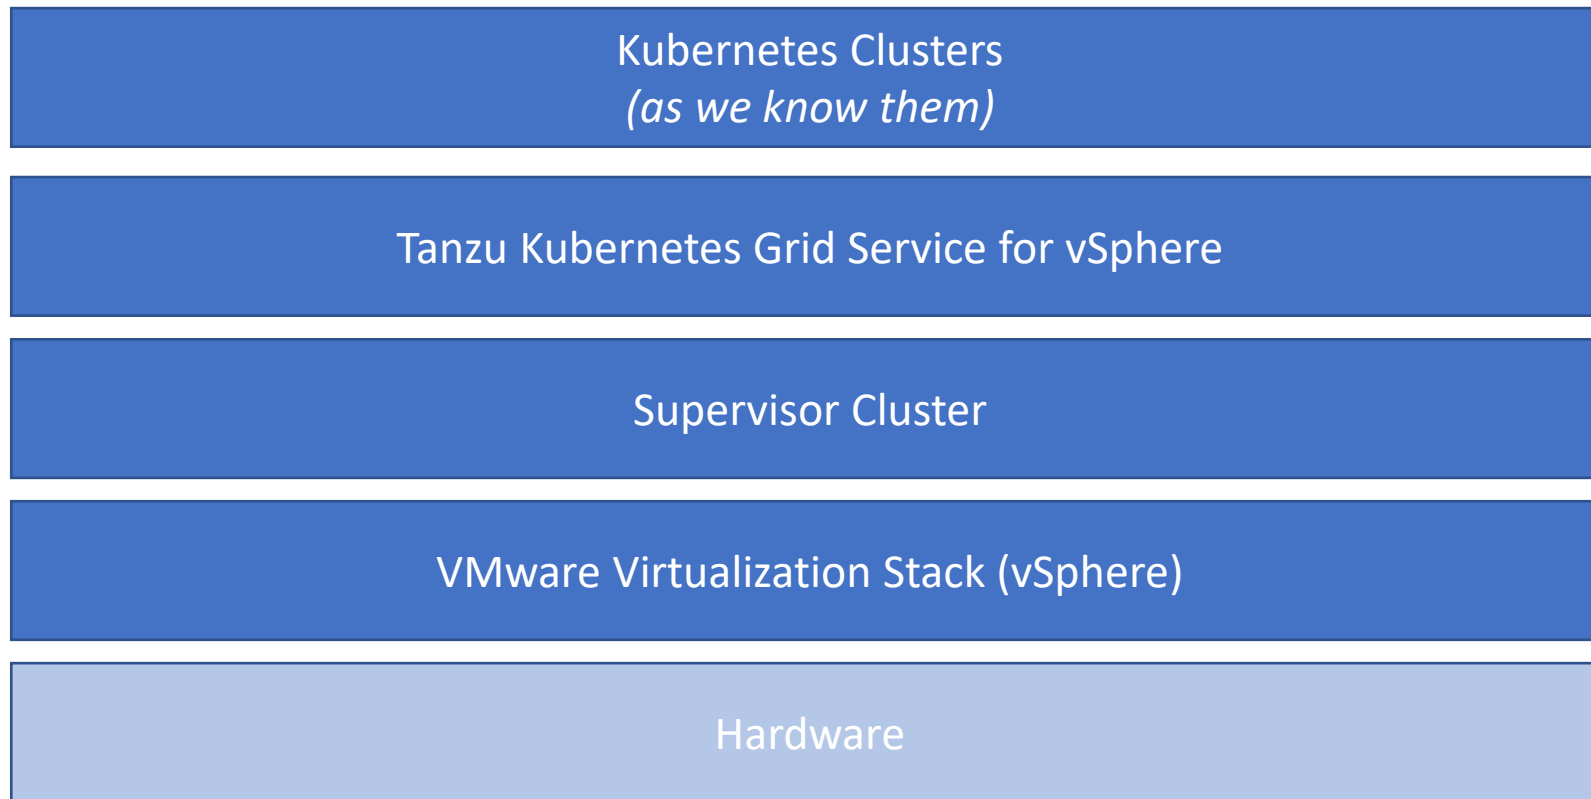 Kubernetes Clusters
(as we know them)
Tanzu Kubernetes Grid Service for vSphere
Supervisor Cluster
VMware Virtualization Stack (vSphere)
Hardware